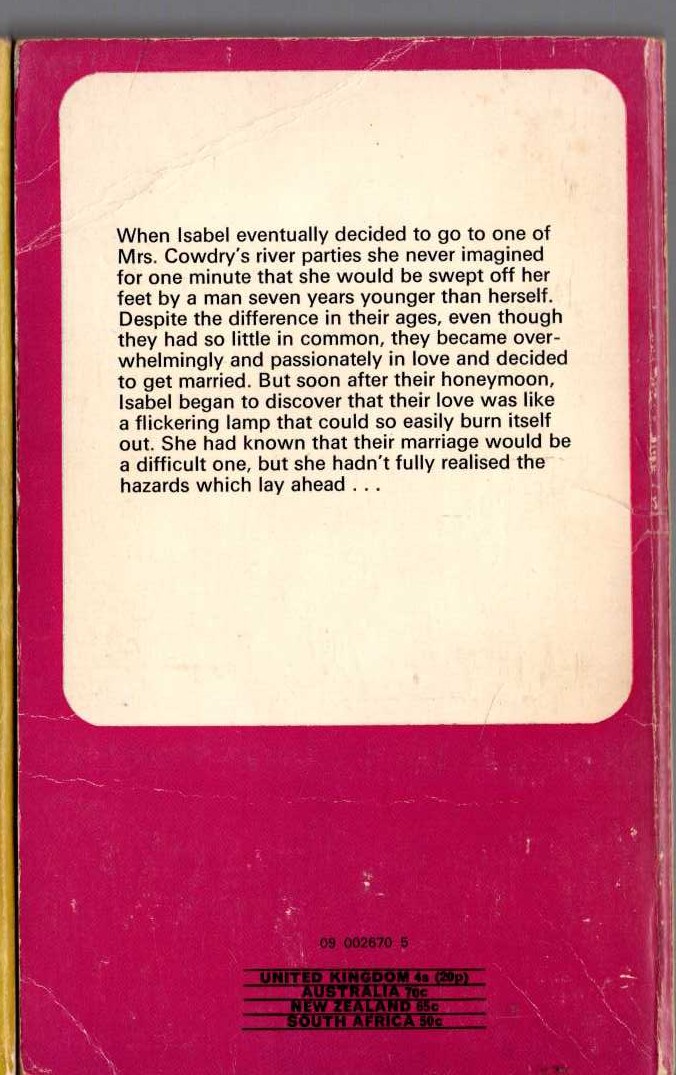 When Isabel eventually decided to go to one of
Mrs. Cowdry's river parties she never imagined
for one minute that she would be swept off her
feet by a man seven years younger than herself.
Despite the difference in their ages, even though
they had so little in common, they became over-
whelmingly and passionately in love and decided
to get married. But soon after their honeymoon,
Isabel began to discover that their love was like
a flickering lamp that could so easily burn itself
out. She had known that their marriage would be
a difficult one, but she hadn't fully realised the
hazards which lay ahead . . .
09 002670 5
UNITED KINGDOM 4s (20p)
AUSTRALIA 70c
NEW ZEALAND 65c
SOUTH AFRICA 50c